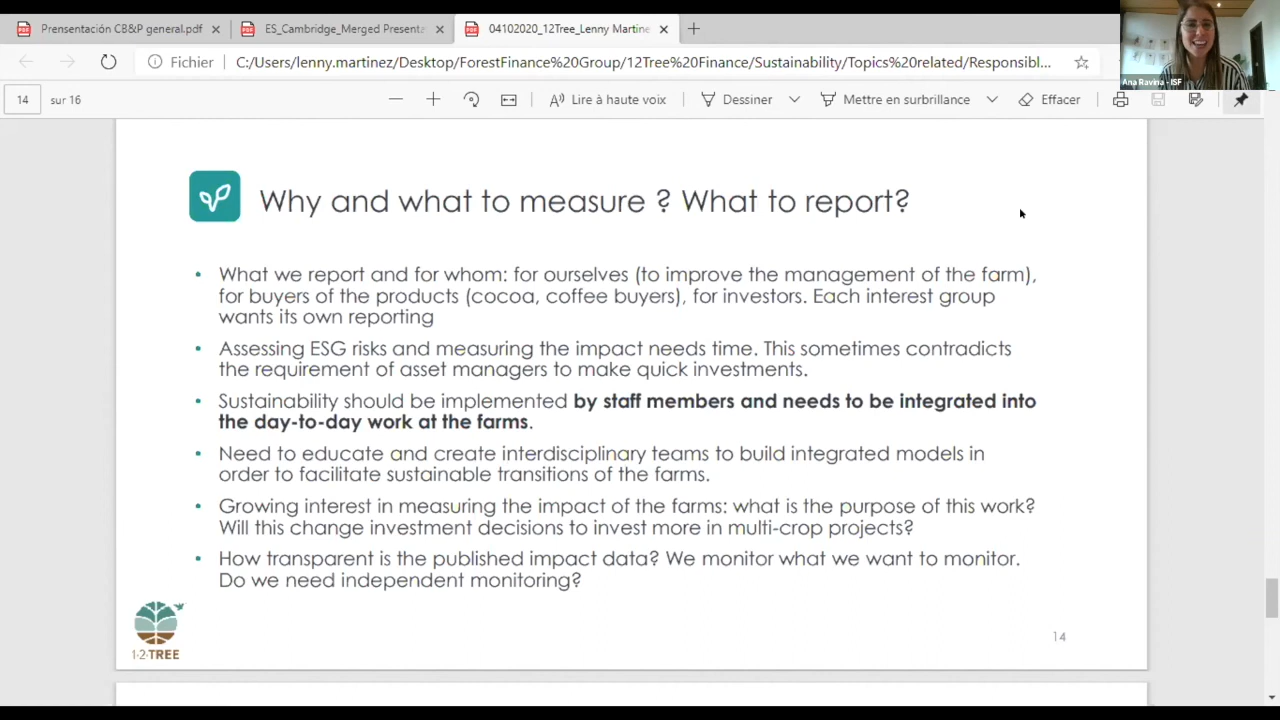 Prensentación CB&P general.pdf
ES_Cambridge_Merged Presenta
04102020_12Tree_Lenny Martine
Fichier
C:/Users/lenny.martinez/Desktop/ForestFinance%20Group/12Tree%20Finance/Sustainability/Topics%20related/Responsibl...
Ana Ravina - ISF
14
sur 16
Lire à haute voix
Dessiner
Mettre en surbrillance
Effacer
Why and what to measure ? What to report?
• What we report and for whom: for ourselves (to improve the management of the farm),
for buyers of the products (cocoa, coffee buyers), for investors. Each interest group
wants its own reporting
• Assessing ESG risks and measuring the impact needs time. This sometimes contradicts
the requirement of asset managers to make quick investments.
• Sustainability should be implemented by staff members and needs to be integrated into
the day-to-day work at the farms.
• Need to educate and create interdisciplinary teams to build integrated models in
order to facilitate sustainable transitions of the farms.
• Growing interest in measuring the impact of the farms: what is the purpose of this work?
Will this change investment decisions to invest more in multi-crop projects?
• How transparent is the published impact data? We monitor what we want to monitor.
Do we need independent monitoring?
1·2·TREE
14